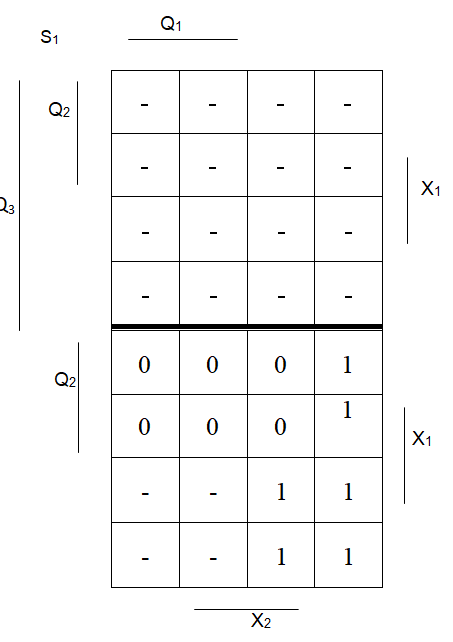 S₁ Q₁
Q₂ - - - -
- - - - X₁
Q₃ - - - -
- - - -
Q₂ 0 0 0 1
0 0 0 1 X₁
- - 1 1
- - 1 1
X₂